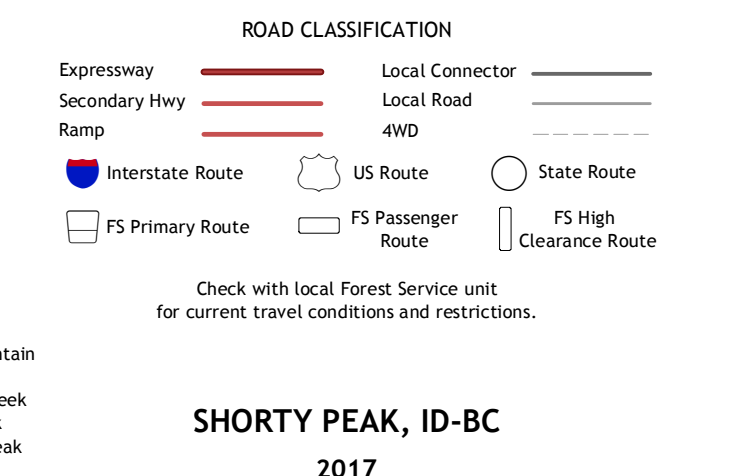 ROAD CLASSIFICATION
Expressway
Local Connector
Secondary Hwy
Local Road
Ramp
4WD
Interstate Route
US Route
State Route
FS Primary Route
FS Passenger
Route
FS High
Clearance Route
Check with local Forest Service unit
for current travel conditions and restrictions.
SHORTY PEAK, ID-BC
2017